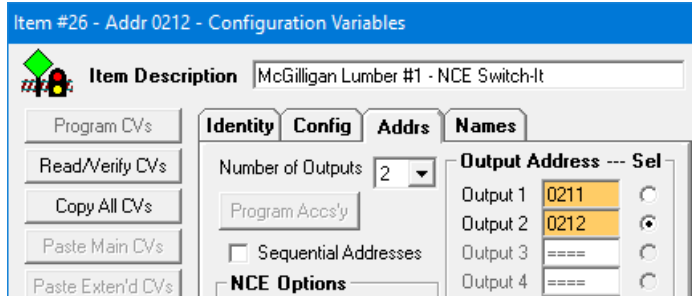 Item #26 - Addr 0212 - Configuration Variables
Item Description McGilligan Lumber #1 - NCE Switch-It
Program CVs
Read/Verify CVs
Copy All CVs
Paste Main CVs
Paste Exten'd CVs
Identity Config Addrs Names
Number of Outputs 2
Program Accs'y
Sequential Addresses
NCE Options
Output Address --- Sel
Output 1 0211
Output 2 0212
Output 3 ====
Output 4 ====